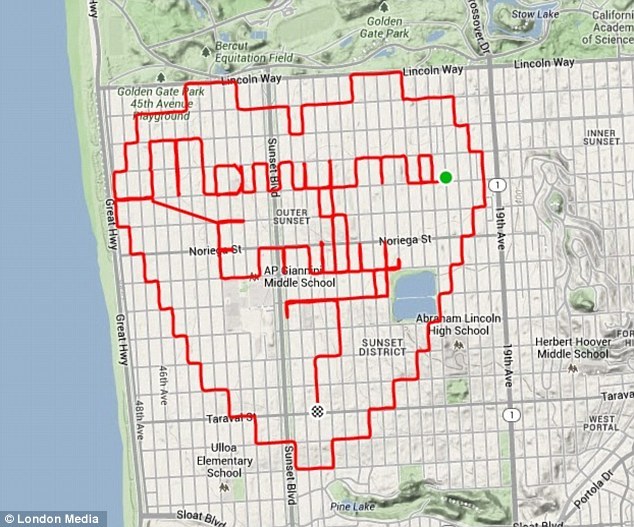 Golden
Gate Park
Bercut
Equitation Field
Crossover Dr
Stow Lake
California
Academ
of Science
Lincoln Way
Lincoln Way
Lincoln Way
Golden Gate Park
45th Avenue
Playground
INNER
SUNSET
Sunset Blvd
1
Great Hwy
OUTER
SUNSET
19th Ave
Noriega St
Noriega St
AP Giannini
Middle School
Great Hwy
Abraham Lincoln
High School
SUNSET
DISTRICT
19th Ave
Herbert Hoover
Middle School
46th Ave
48th Ave
Taraval St
Tarava
1
WEST
PORTAL
Ulloa
Elementary
School
Sunset Blvd
Portola Dr
Pine Lake
Sloat Blvd
Sloat Blvd
© London Media